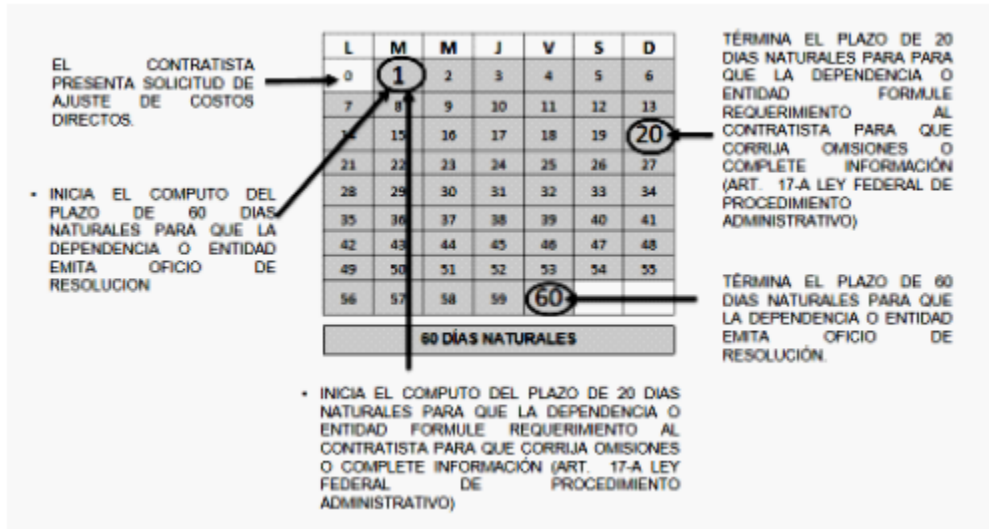 EL CONTRATISTA
PRESENTA SOLICITUD DE
AJUSTE DE COSTOS
DIRECTOS.
• INICIA EL COMPUTO DEL
PLAZO DE 60 DIAS
NATURALES PARA QUE LA
DEPENDENCIA O ENTIDAD
EMITA OFICIO DE
RESOLUCION
L M M J V S D
0 1 2 3 4 5 6
7 8 9 10 11 12 13
14 15 16 17 18 19 20
21 22 23 24 25 26 27
28 29 30 31 32 33 34
35 36 37 38 39 40 41
42 43 44 45 46 47 48
49 50 51 52 53 54 55
56 57 58 59 60
60 DÍAS NATURALES
• INICIA EL COMPUTO DEL PLAZO DE 20 DIAS
NATURALES PARA QUE LA DEPENDENCIA O
ENTIDAD FORMULE REQUERIMIENTO AL
CONTRATISTA PARA QUE CORRIJA OMISIONES
O COMPLETE INFORMACIÓN (ART. 17-A LEY
FEDERAL DE PROCEDIMIENTO
ADMINISTRATIVO)
TÉRMINA EL PLAZO DE 20
DIAS NATURALES PARA PARA
QUE LA DEPENDENCIA O
ENTIDAD FORMULE
REQUERIMIENTO AL
CONTRATISTA PARA QUE
CORRIJA OMISIONES O
COMPLETE INFORMACIÓN
(ART. 17-A LEY FEDERAL DE
PROCEDIMIENTO
ADMINISTRATIVO)
TÉRMINA EL PLAZO DE 60
DIAS NATURALES PARA QUE
LA DEPENDENCIA O ENTIDAD
EMITA OFICIO DE
RESOLUCIÓN.